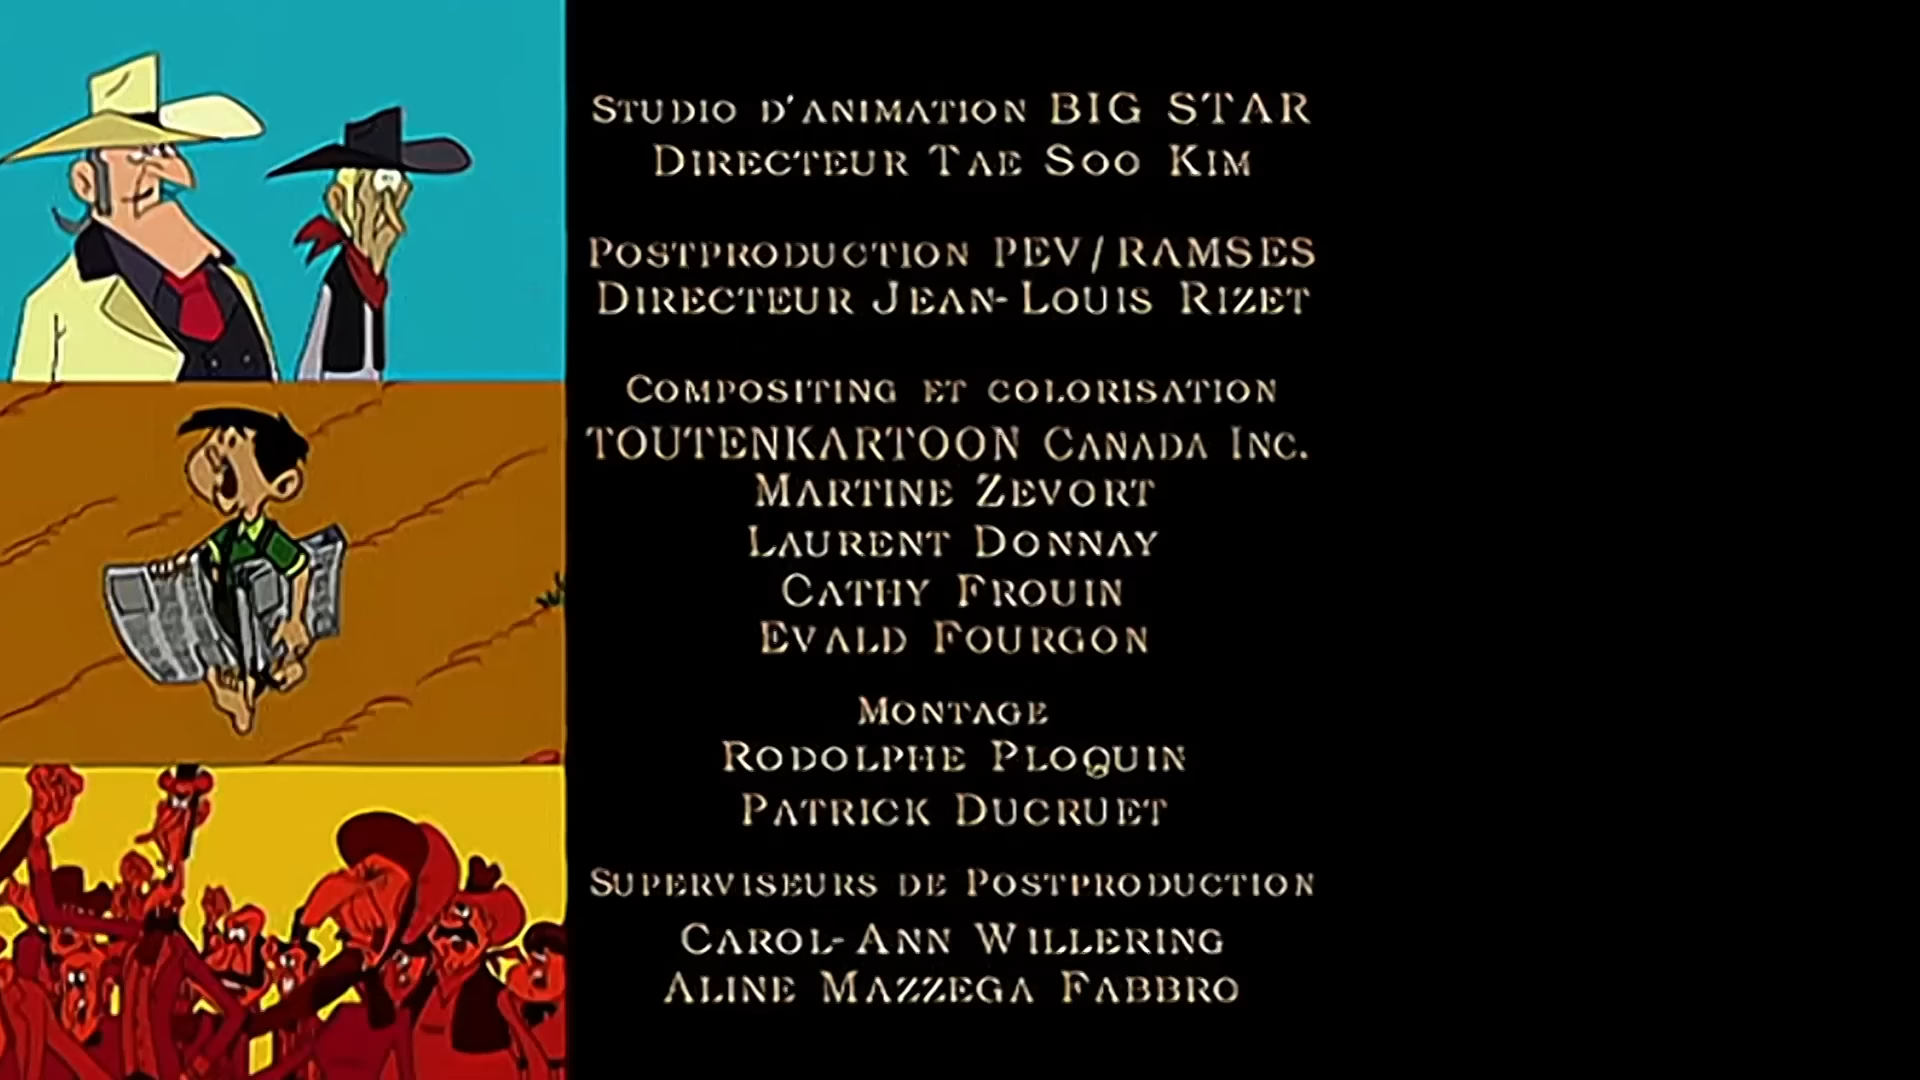 Studio d'animation BIG STAR
Directeur Tae Soo Kim
Postproduction PEV/RAMSES
Directeur Jean-Louis Rizet
Compositing et colorisation
TOUTENKARTOON Canada Inc.
Martine Zevort
Laurent Donnay
Cathy Frouin
Evald Fourgon
Montage
Rodolphe Ploquin
Patrick Ducruet
Superviseurs de Postproduction
Carol-Ann Willering
Aline Mazzega Fabbro